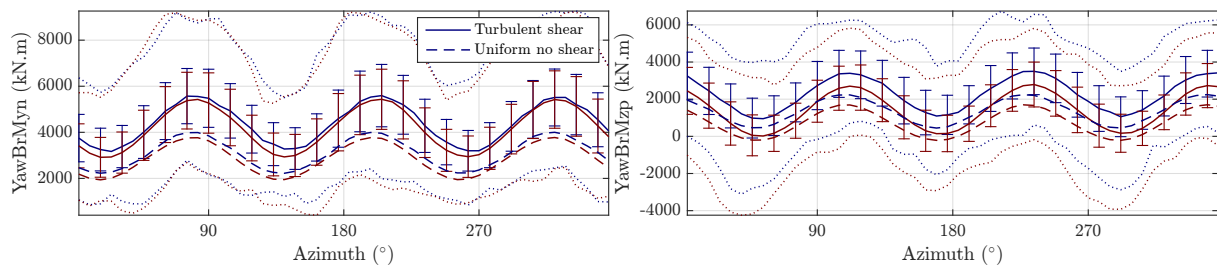 YawBrMyn (kN.m)
8000
6000
4000
2000
Turbulent shear
Uniform no shear
90
180
270
Azimuth (°)
YawBrMzp (kN.m)
6000
4000
2000
0
-2000
-4000
90
180
270
Azimuth (°)